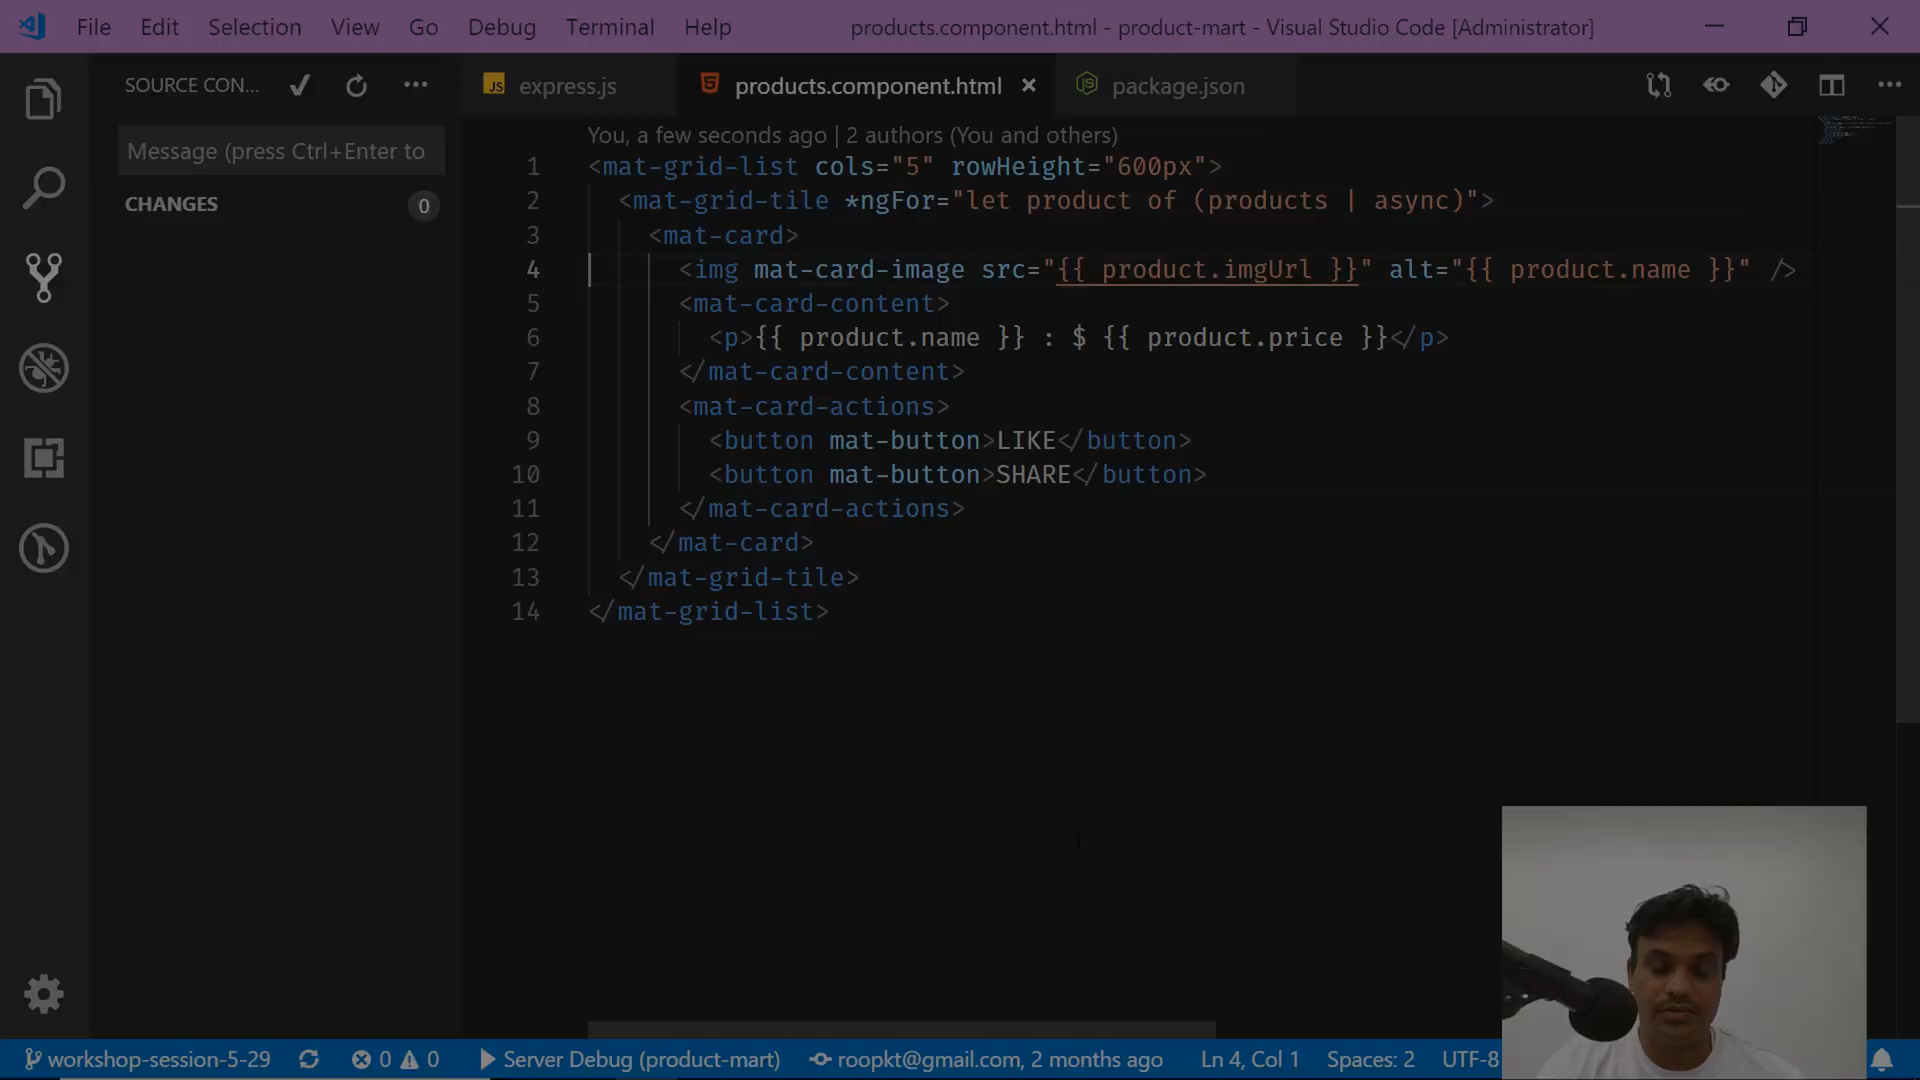 File Edit Selection View Go Debug Terminal Help products.component.html - product-mart - Visual Studio Code [Administrator]
SOURCE CON... express.js products.component.html package.json
Message (press Ctrl+Enter to
CHANGES 0
You, a few seconds ago | 2 authors (You and others)
1 <mat-grid-list cols="5" rowHeight="600px">
2 <mat-grid-tile *ngFor="let product of (products | async)">
3 <mat-card>
4 <img mat-card-image src="{{ product.imgUrl }}" alt="{{ product.name }}" />
5 <mat-card-content>
6 <p>{{ product.name }} : $ {{ product.price }}</p>
7 </mat-card-content>
8 <mat-card-actions>
9 <button mat-button>LIKE</button>
10 <button mat-button>SHARE</button>
11 </mat-card-actions>
12 </mat-card>
13 </mat-grid-tile>
14 </mat-grid-list>
workshop-session-5-29 0 0 Server Debug (product-mart) roopkt@gmail.com, 2 months ago Ln 4, Col 1 Spaces: 2 UTF-8